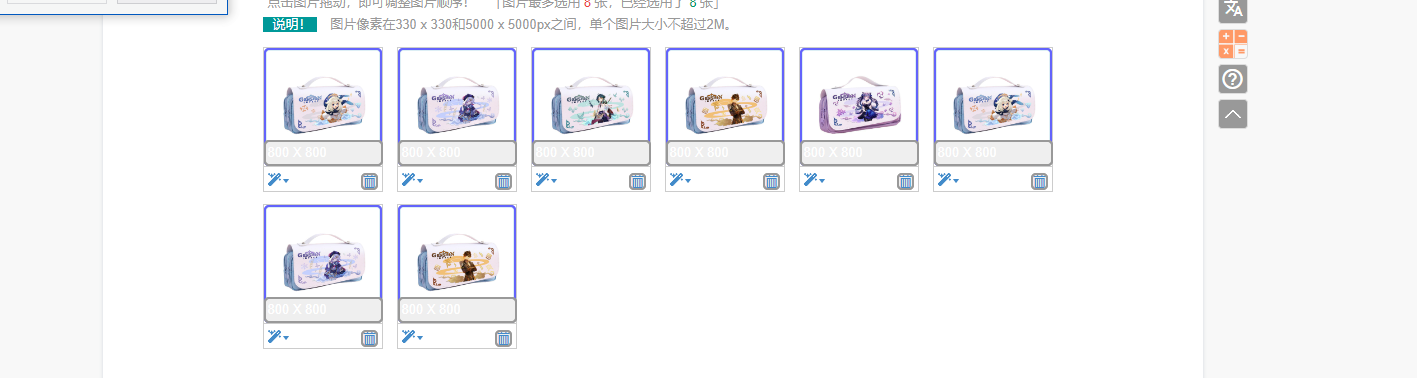 点击图片拖动，即可调整图片顺序！ [图片最多选用 8 张，已经选用了 8 张]
说明！ 图片像素在330 x 330和5000 x 5000px之间，单个图片大小不超过2M。
800 X 800 800 X 800 800 X 800 800 X 800 800 X 800 800 X 800
800 X 800 800 X 800